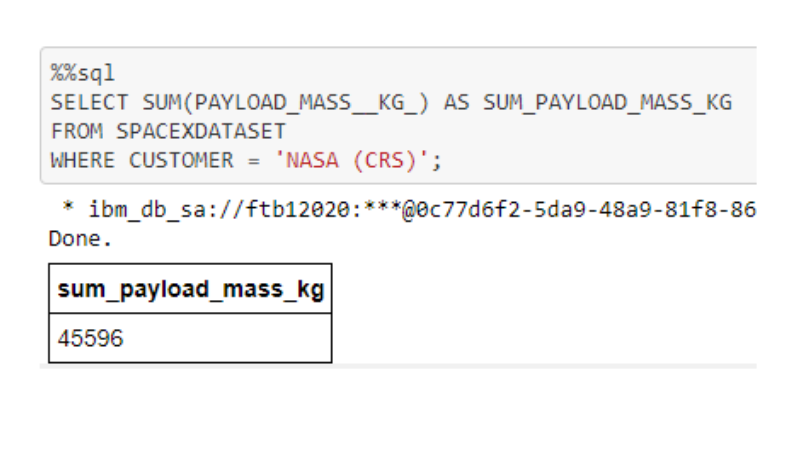 %%sql
SELECT SUM(PAYLOAD_MASS__KG_) AS SUM_PAYLOAD_MASS_KG
FROM SPACEXDATASET
WHERE CUSTOMER = 'NASA (CRS)';
* ibm_db_sa://ftb12020:***@0c77d6f2-5da9-48a9-81f8-86
Done.
sum_payload_mass_kg
45596